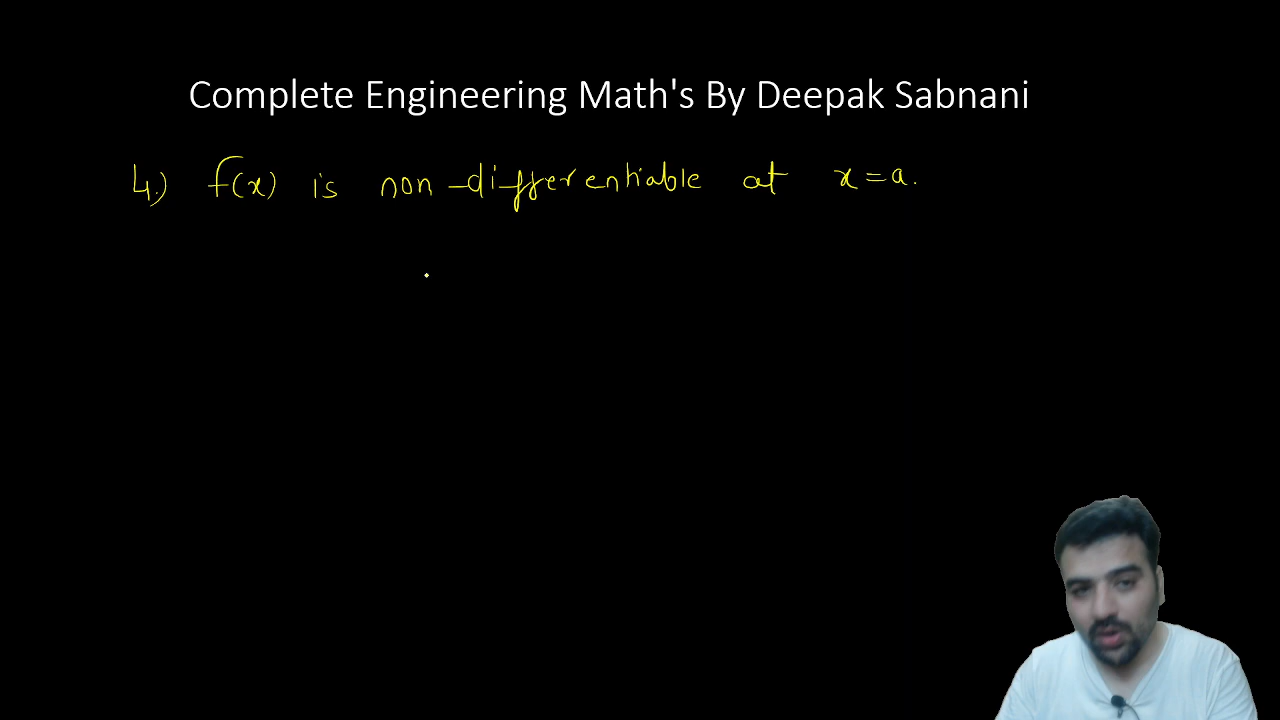 Complete Engineering Math's By Deepak Sabnani
4.) f(x) is non-differentiable at x=a.